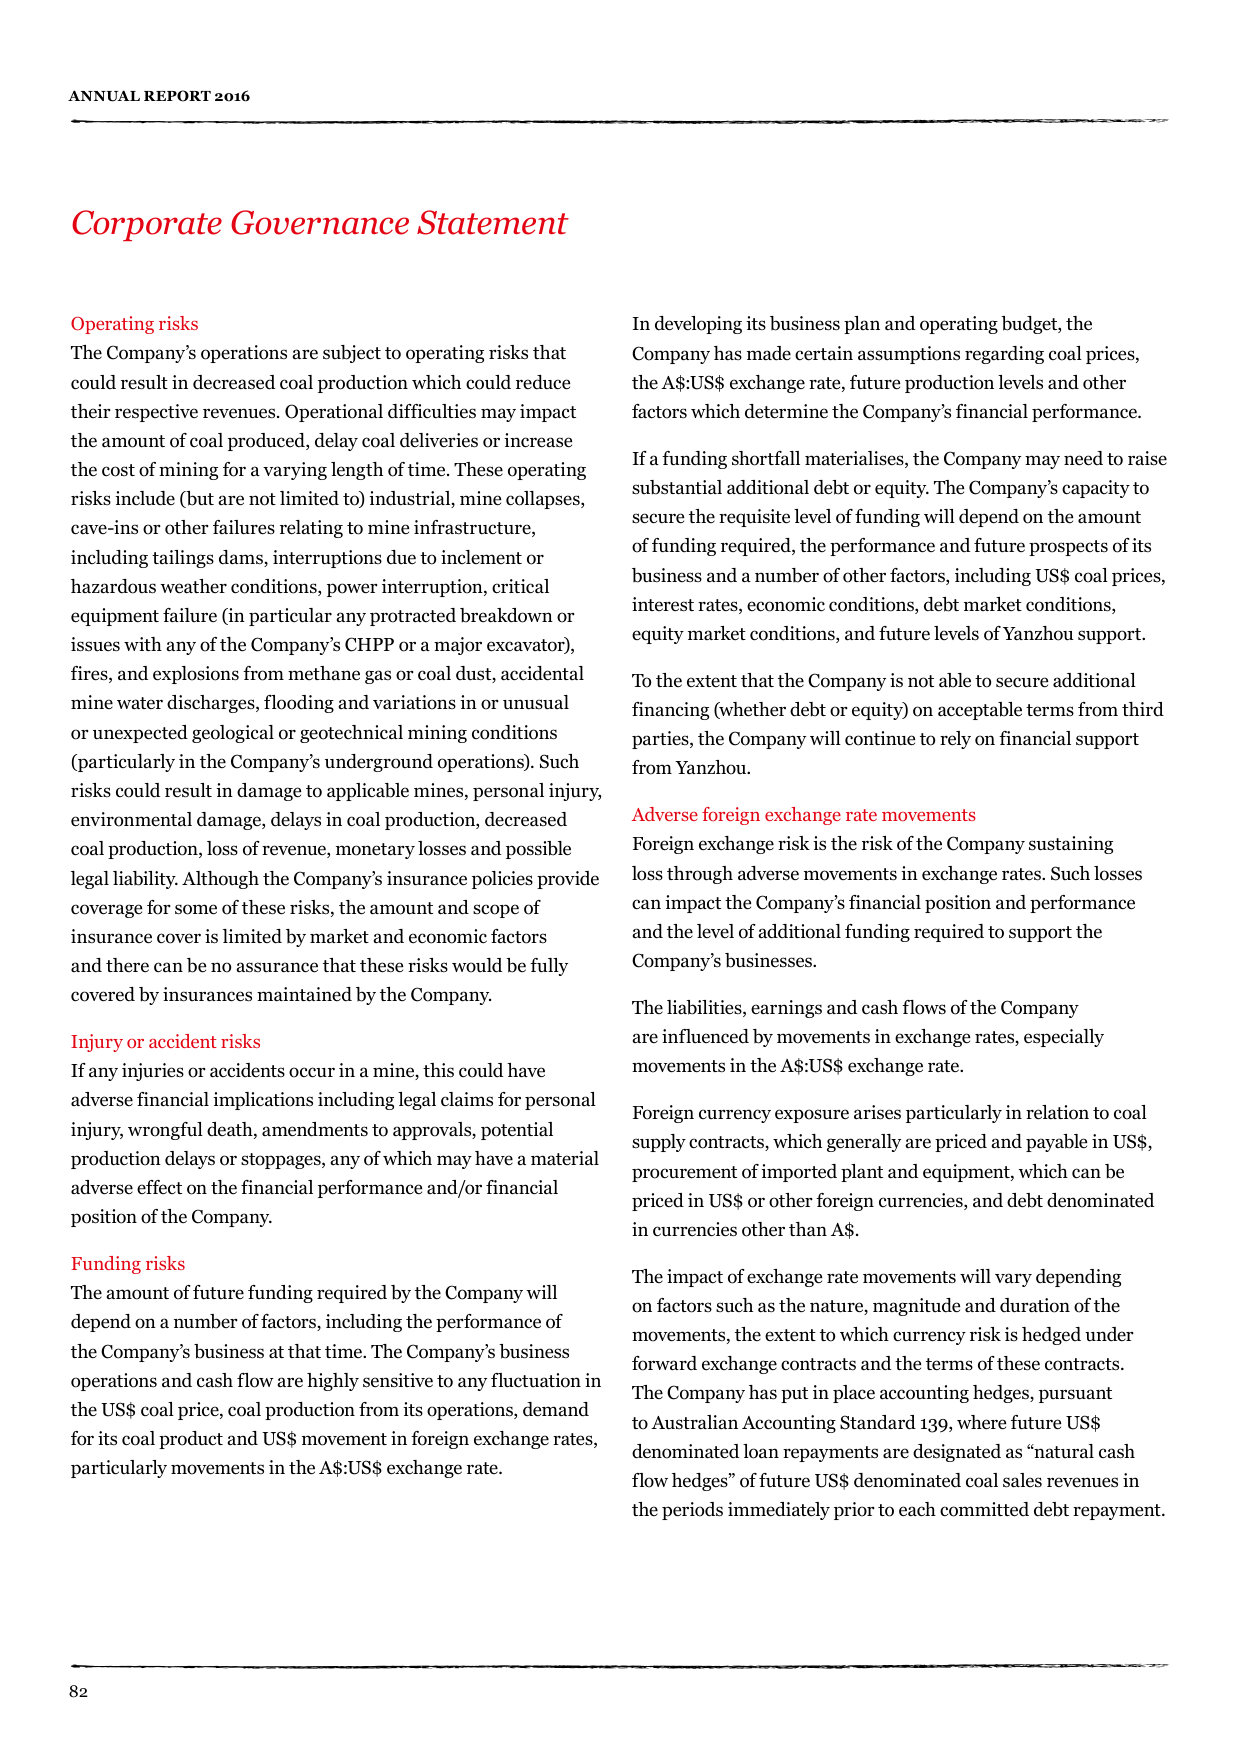 ANNUAL REPORT 2016
Corporate Governance Statement
Operating risks
The Company’s operations are subject to operating risks that
could result in decreased coal production which could reduce
their respective revenues. Operational difficulties may impact
the amount of coal produced, delay coal deliveries or increase
the cost of mining for a varying length of time. These operating
risks include (but are not limited to) industrial, mine collapses,
cave-ins or other failures relating to mine infrastructure,
including tailings dams, interruptions due to inclement or
hazardous weather conditions, power interruption, critical
equipment failure (in particular any protracted breakdown or
issues with any of the Company’s CHPP or a major excavator),
fires, and explosions from methane gas or coal dust, accidental
mine water discharges, flooding and variations in or unusual
or unexpected geological or geotechnical mining conditions
(particularly in the Company’s underground operations). Such
risks could result in damage to applicable mines, personal injury,
environmental damage, delays in coal production, decreased
coal production, loss of revenue, monetary losses and possible
legal liability. Although the Company’s insurance policies provide
coverage for some of these risks, the amount and scope of
insurance cover is limited by market and economic factors
and there can be no assurance that these risks would be fully
covered by insurances maintained by the Company.
Injury or accident risks
If any injuries or accidents occur in a mine, this could have
adverse financial implications including legal claims for personal
injury, wrongful death, amendments to approvals, potential
production delays or stoppages, any of which may have a material
adverse effect on the financial performance and/or financial
position of the Company.
Funding risks
The amount of future funding required by the Company will
depend on a number of factors, including the performance of
the Company’s business at that time. The Company’s business
operations and cash flow are highly sensitive to any fluctuation in
the US$ coal price, coal production from its operations, demand
for its coal product and US$ movement in foreign exchange rates,
particularly movements in the A$:US$ exchange rate.
In developing its business plan and operating budget, the
Company has made certain assumptions regarding coal prices,
the A$:US$ exchange rate, future production levels and other
factors which determine the Company’s financial performance.
If a funding shortfall materialises, the Company may need to raise
substantial additional debt or equity. The Company’s capacity to
secure the requisite level of funding will depend on the amount
of funding required, the performance and future prospects of its
business and a number of other factors, including US$ coal prices,
interest rates, economic conditions, debt market conditions,
equity market conditions, and future levels of Yanzhou support.
To the extent that the Company is not able to secure additional
financing (whether debt or equity) on acceptable terms from third
parties, the Company will continue to rely on financial support
from Yanzhou.
Adverse foreign exchange rate movements
Foreign exchange risk is the risk of the Company sustaining
loss through adverse movements in exchange rates. Such losses
can impact the Company’s financial position and performance
and the level of additional funding required to support the
Company’s businesses.
The liabilities, earnings and cash flows of the Company
are influenced by movements in exchange rates, especially
movements in the A$:US$ exchange rate.
Foreign currency exposure arises particularly in relation to coal
supply contracts, which generally are priced and payable in US$,
procurement of imported plant and equipment, which can be
priced in US$ or other foreign currencies, and debt denominated
in currencies other than A$.
The impact of exchange rate movements will vary depending
on factors such as the nature, magnitude and duration of the
movements, the extent to which currency risk is hedged under
forward exchange contracts and the terms of these contracts.
The Company has put in place accounting hedges, pursuant
to Australian Accounting Standard 139, where future US$
denominated loan repayments are designated as “natural cash
flow hedges” of future US$ denominated coal sales revenues in
the periods immediately prior to each committed debt repayment.
82